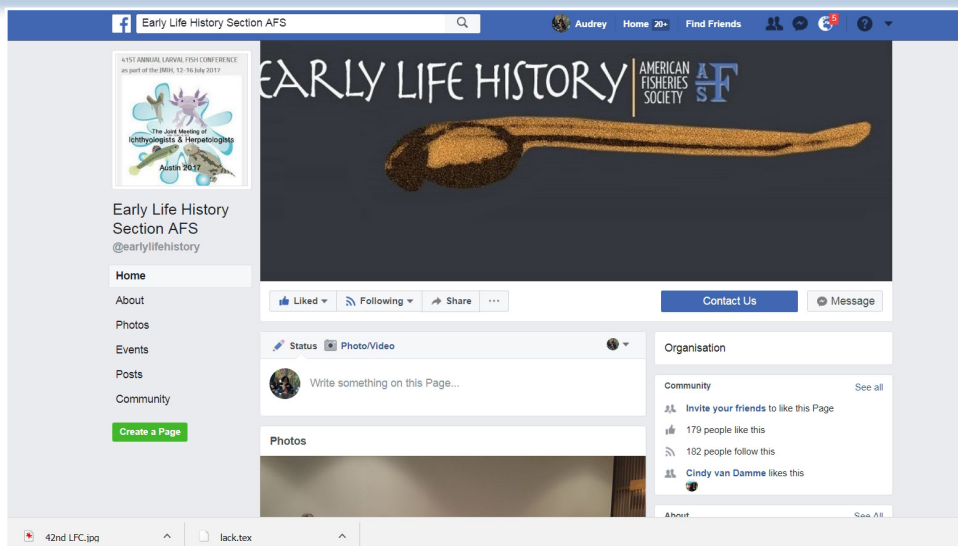 Early Life History Section AFS
Audrey
Home 20+
Find Friends
5
41ST ANNUAL LARVAL FISH CONFERENCE
as part of the JMIH, 12-16 July 2017
The Joint Meeting of
Ichthyologists & Herpetologists
Austin 2017
EARLY LIFE HISTORY
AMERICAN
FISHERIES
SOCIETY
AFS
Early Life History
Section AFS
@earlylifehistory
Home
About
Photos
Events
Posts
Community
Create a Page
Liked
Following
Share
Contact Us
Message
Status
Photo/Video
Write something on this Page...
Photos
Organisation
Community
See all
Invite your friends to like this Page
179 people like this
182 people follow this
Cindy van Damme likes this
About
See All
42nd LFC.jpg
lack.tex